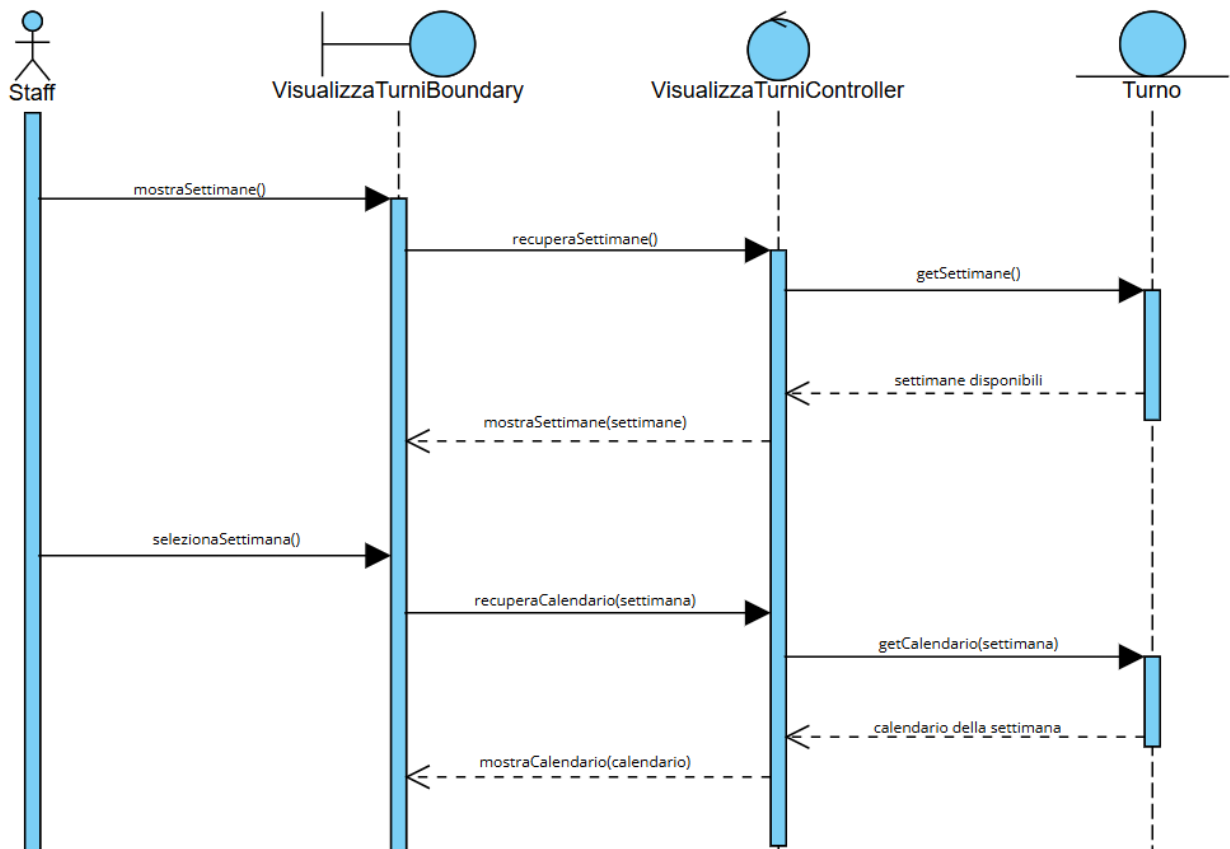 Staff
VisualizzaTurniBoundary
VisualizzaTurniController
Turno
mostraSettimane()
recuperaSettimane()
getSettimane()
settimane disponibili
mostraSettimane(settimane)
selezionaSettimana()
recuperaCalendario(settimana)
getCalendario(settimana)
calendario della settimana
mostraCalendario(calendario)